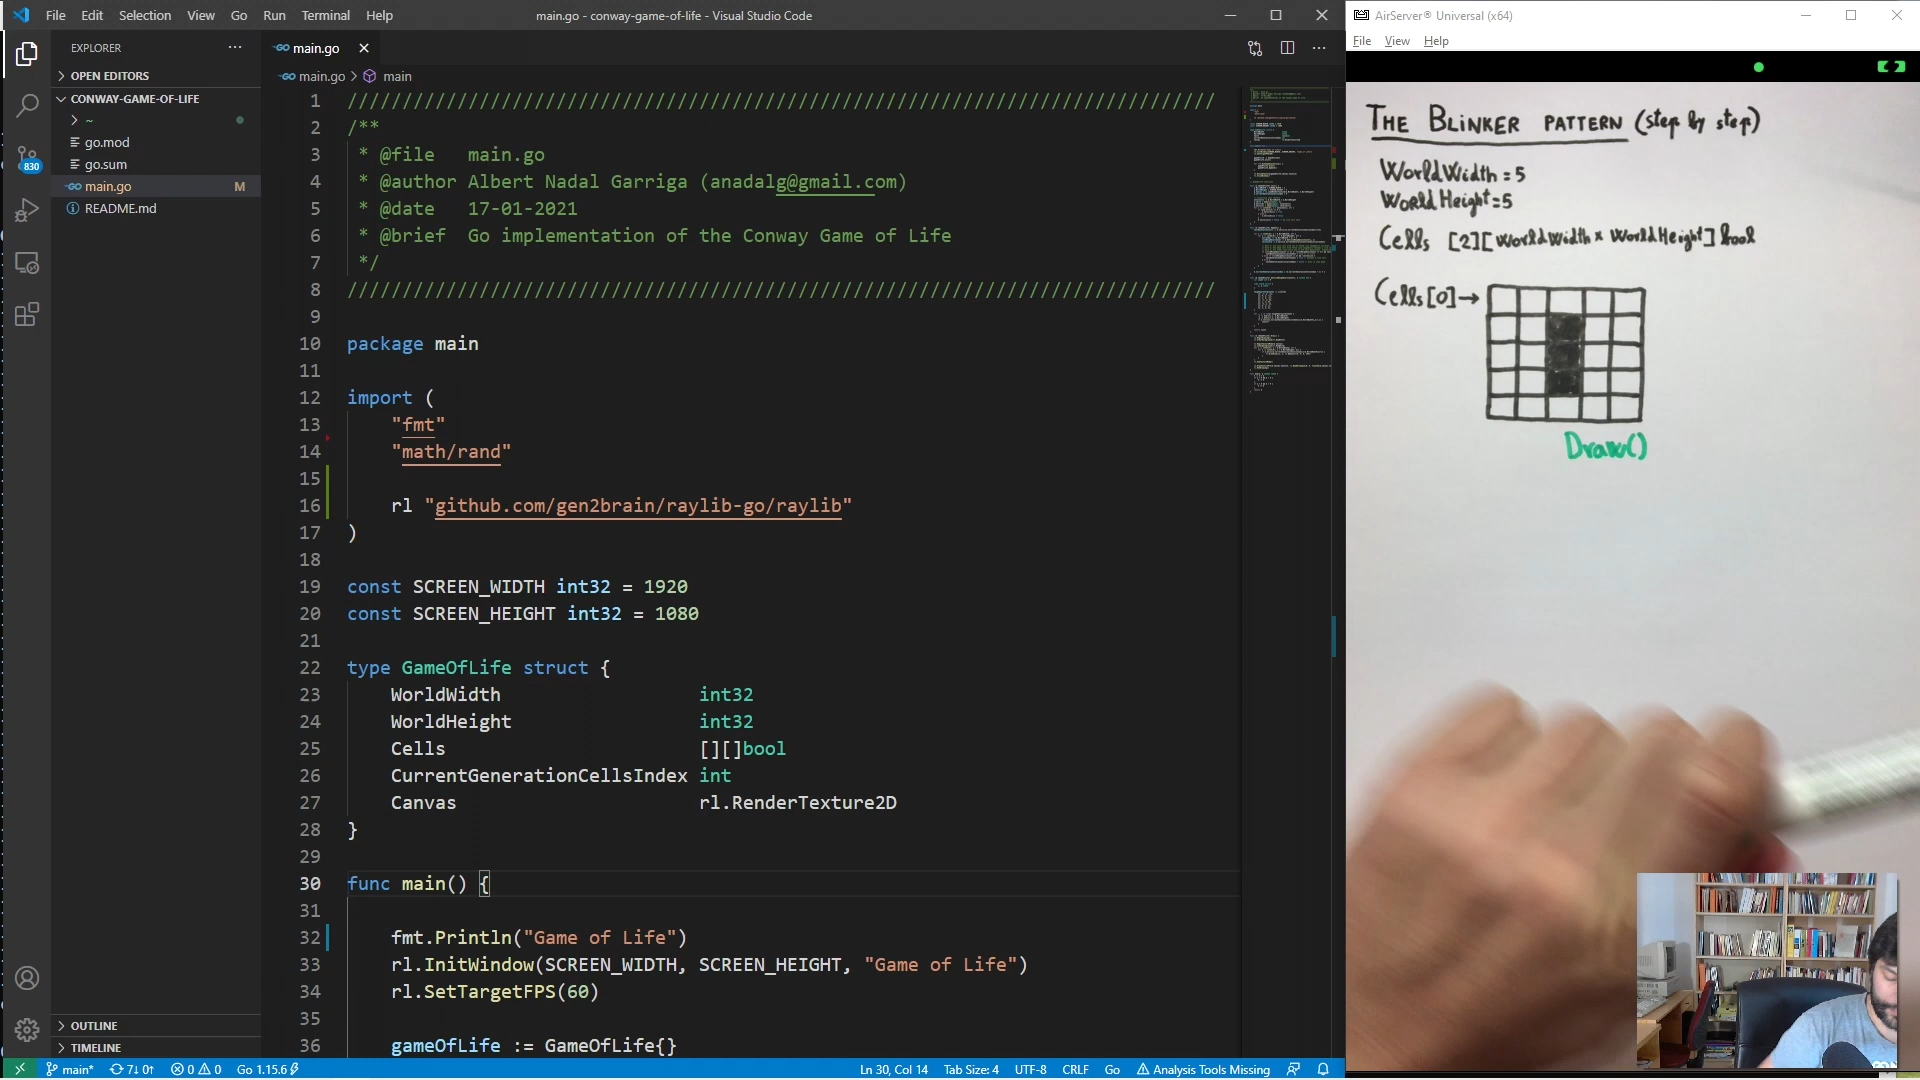 File Edit Selection View Go Run Terminal Help
main.go - conway-game-of-life - Visual Studio Code
EXPLORER
OPEN EDITORS
CONWAY-GAME-OF-LIFE
~
go.mod
go.sum
main.go M
README.md
830
OUTLINE
TIMELINE
main.go
main.go > main
1 ///////////////////////////////////////////////////////////////////////////////
2 /**
3 * @file main.go
4 * @author Albert Nadal Garriga (anadalg@gmail.com)
5 * @date 17-01-2021
6 * @brief Go implementation of the Conway Game of Life
7 */
8 ///////////////////////////////////////////////////////////////////////////////
9
10 package main
11
12 import (
13 "fmt"
14 "math/rand"
15
16 rl "github.com/gen2brain/raylib-go/raylib"
17 )
18
19 const SCREEN_WIDTH int32 = 1920
20 const SCREEN_HEIGHT int32 = 1080
21
22 type GameOfLife struct {
23 WorldWidth int32
24 WorldHeight int32
25 Cells [][]bool
26 CurrentGenerationCellsIndex int
27 Canvas rl.RenderTexture2D
28 }
29
30 func main() {
31
32 fmt.Println("Game of Life")
33 rl.InitWindow(SCREEN_WIDTH, SCREEN_HEIGHT, "Game of Life")
34 rl.SetTargetFPS(60)
35
36 gameOfLife := GameOfLife{}
main* 7↓ 0↑ 0 0 Go 1.15.6
Ln 30, Col 14 Tab Size: 4 UTF-8 CRLF Go Analysis Tools Missing
AirServer® Universal (x64)
File View Help
THE BLINKER PATTERN (step by step)
WorldWidth = 5
WorldHeight = 5
Cells [2][WorldWidth x WorldHeight] bool
Cells[0] →
Draw()